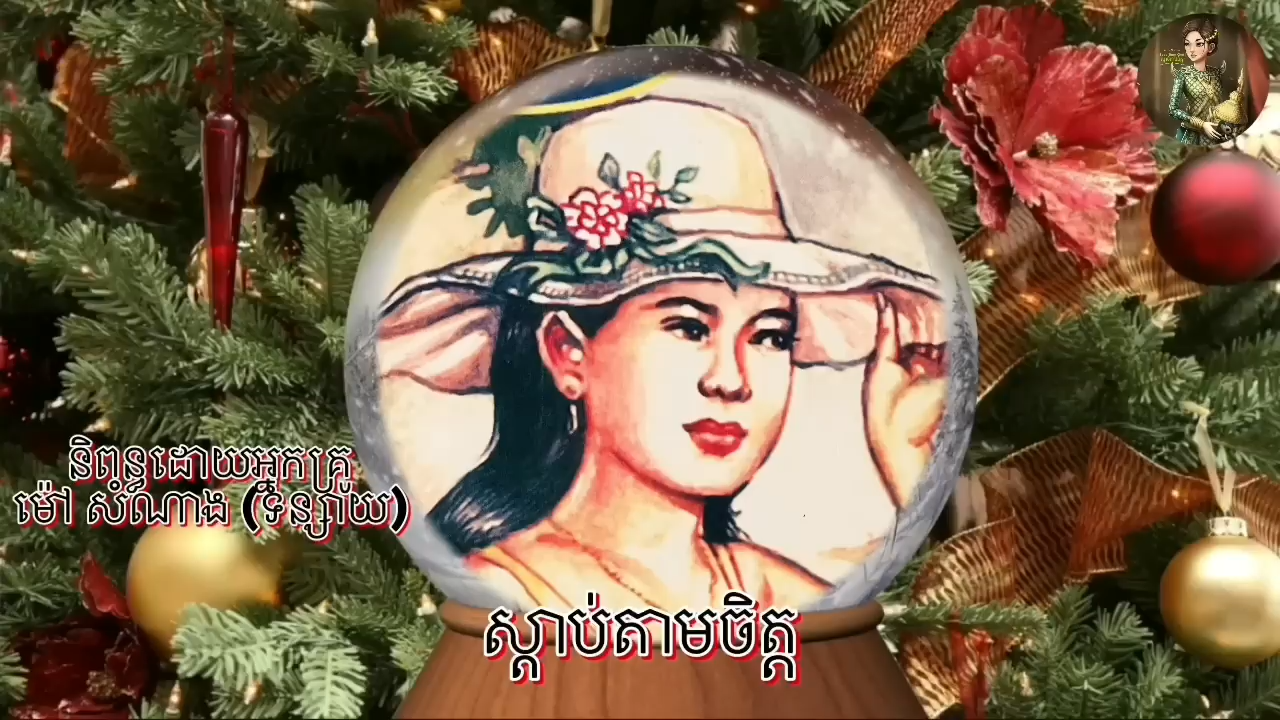 និពន្ធដោយអ្នកគ្រូ
ម៉ៅ សំណាង (ទន្សាយ)
ស្តាប់តាមចិត្ត